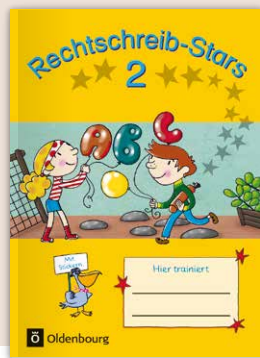 Rechtschreib-Stars
2
ABC
Mit
Stickern
Hier trainiert
Ö Oldenbourg